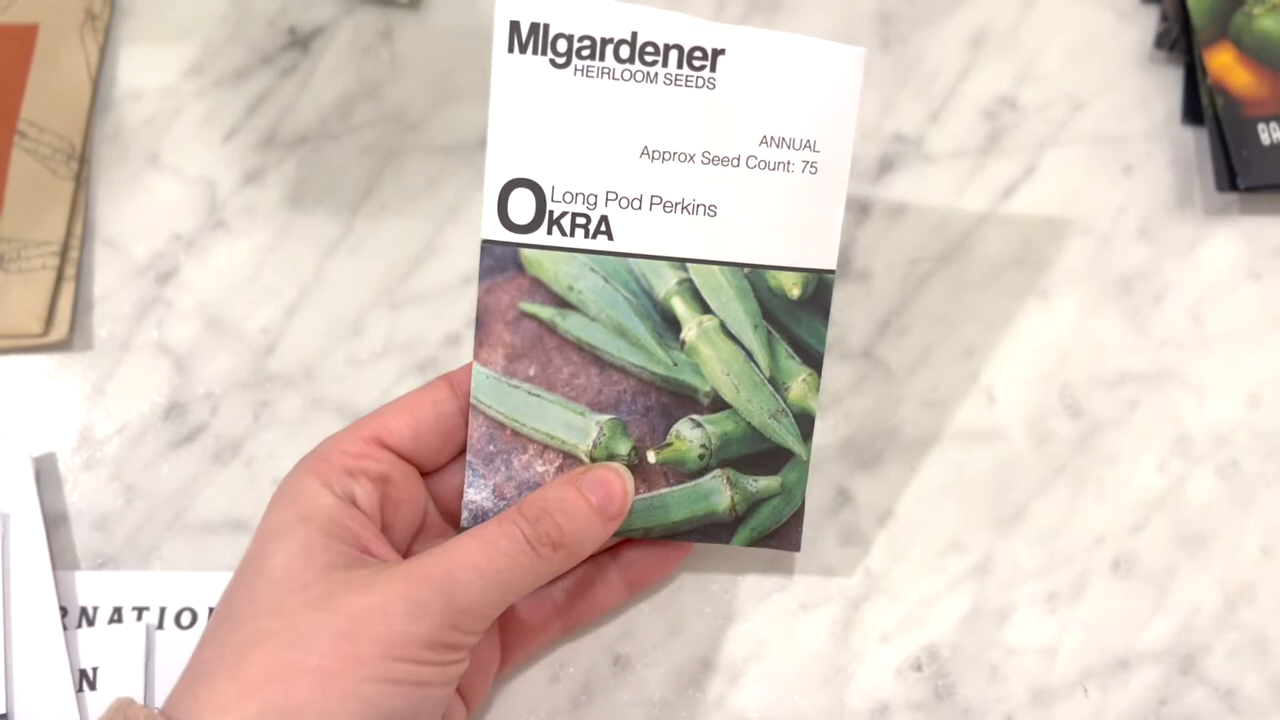 MIgardener
HEIRLOOM SEEDS
ANNUAL
Approx Seed Count: 75
Long Pod Perkins
OKRA